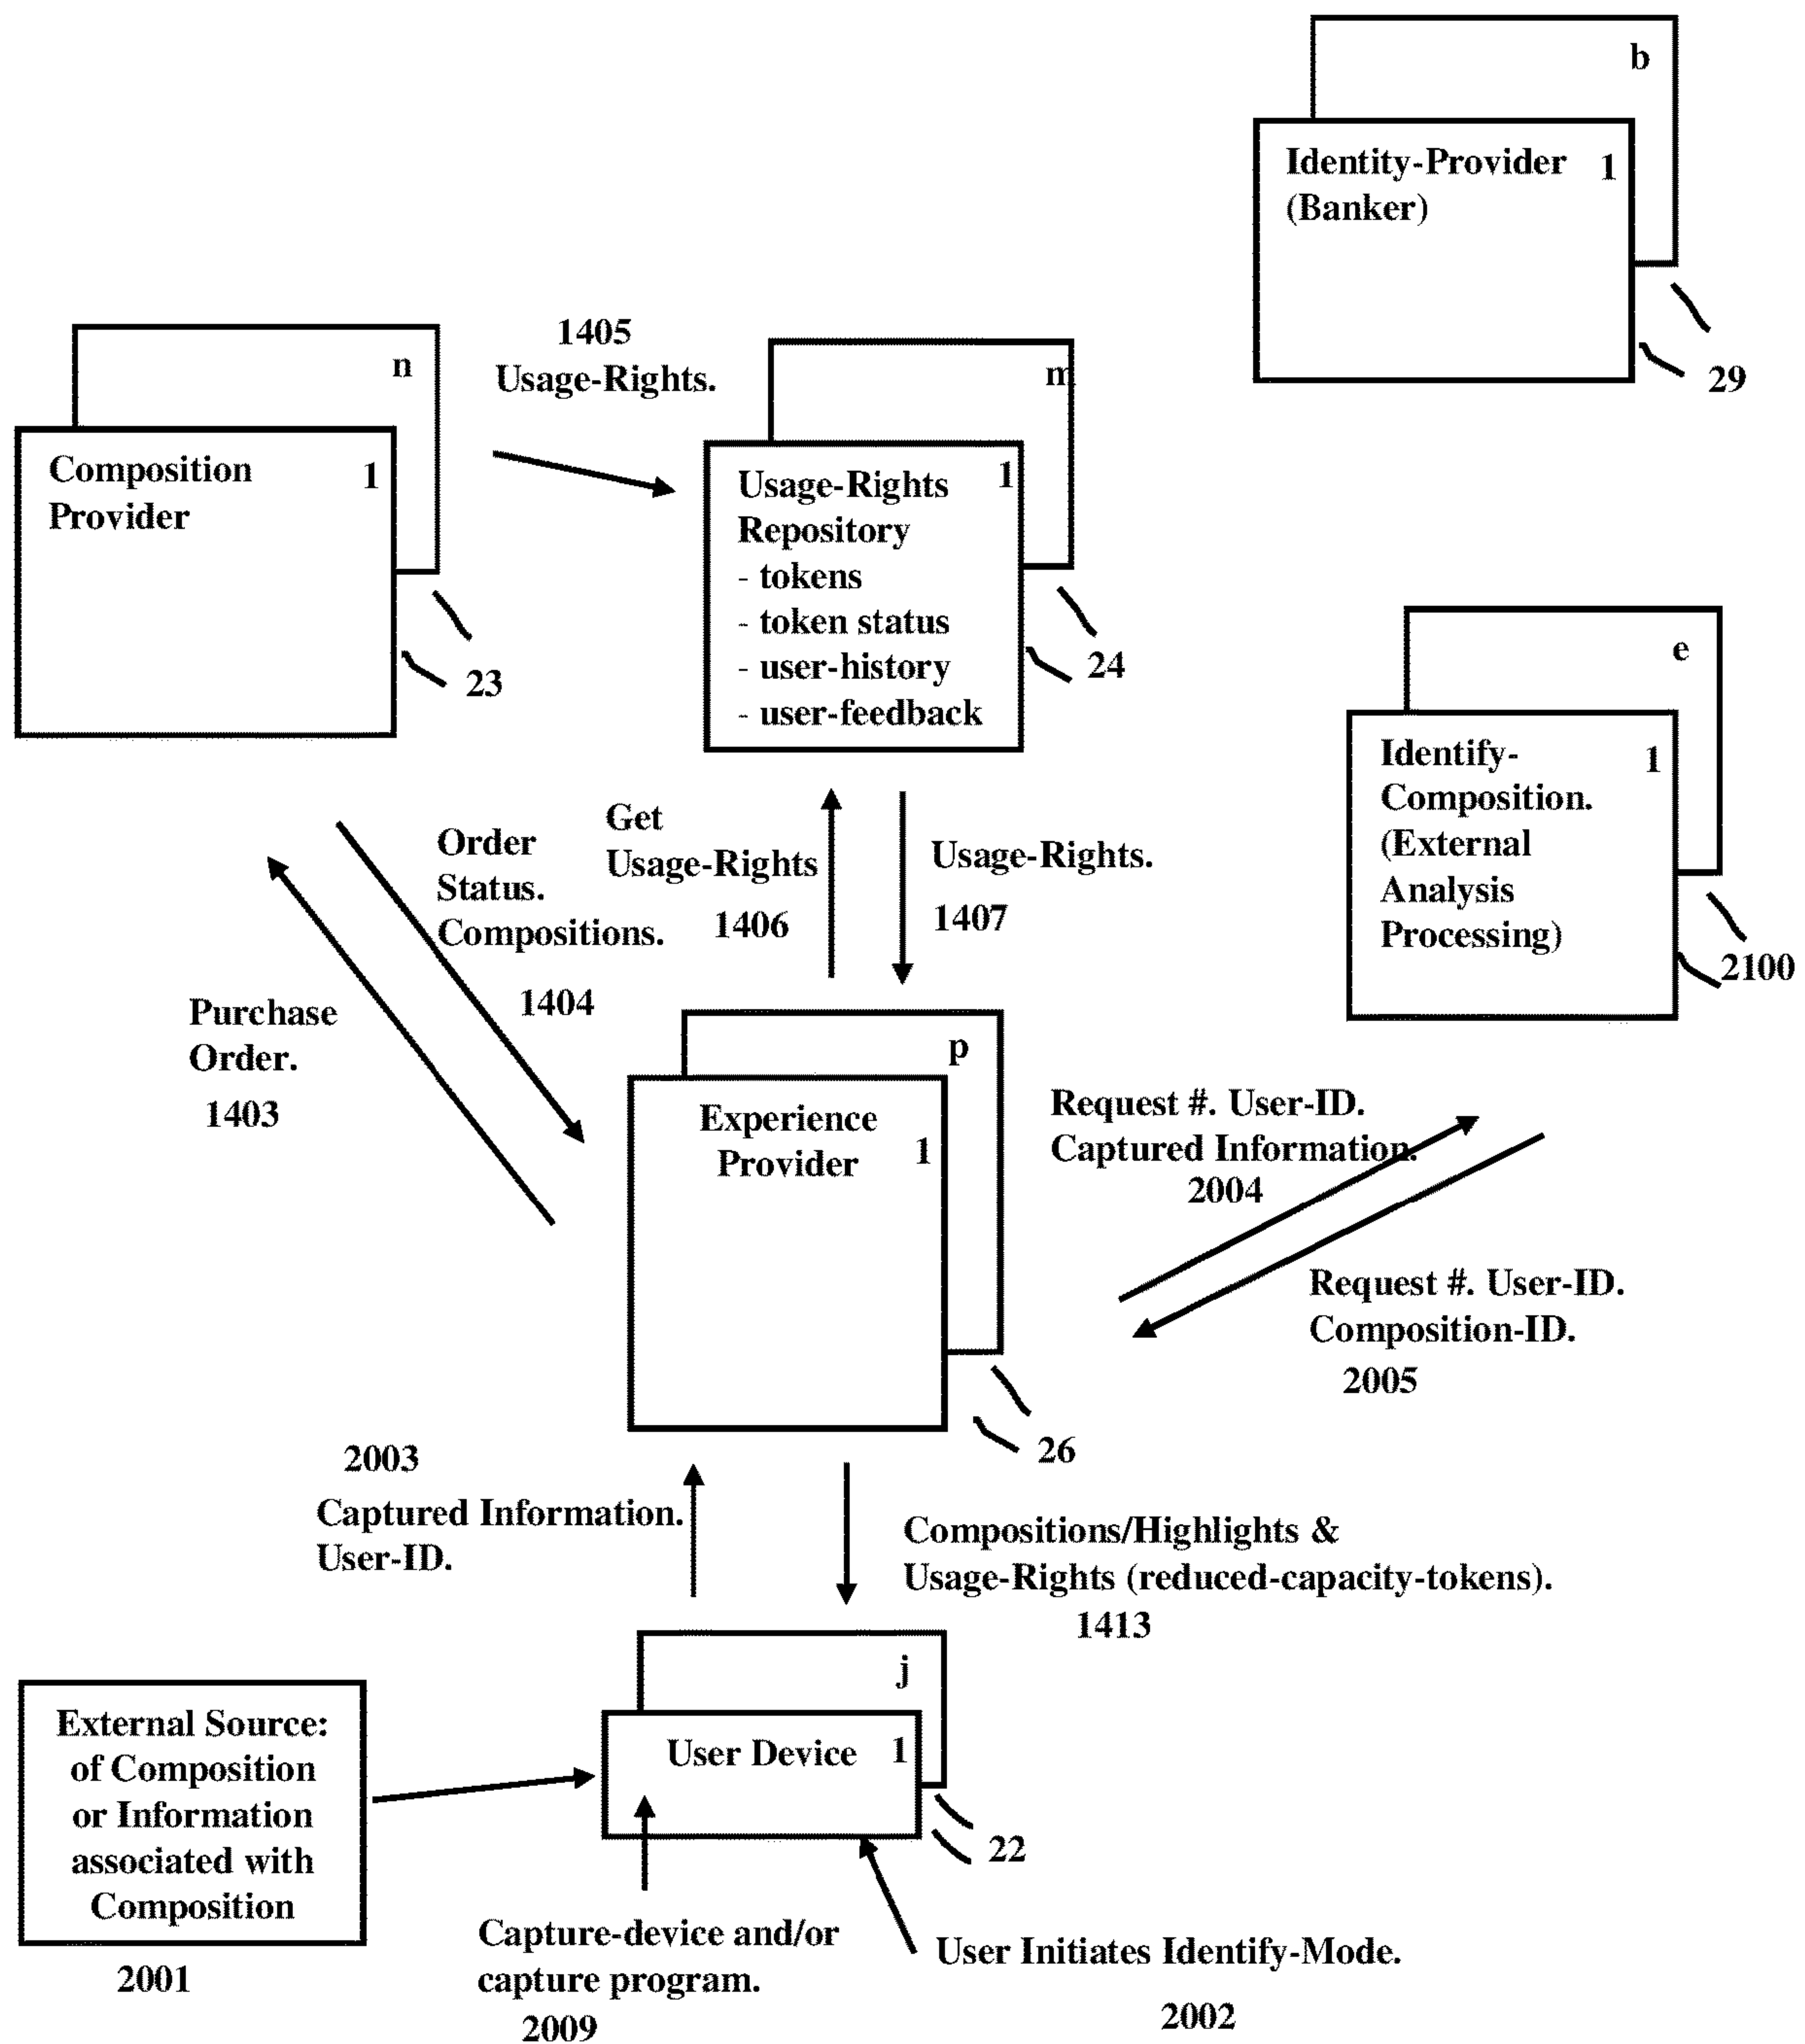 b
Identity-Provider 1
(Banker)
29
1405
Usage-Rights.
n
Composition 1
Provider
23
m
Usage-Rights 1
Repository
- tokens
- token status
- user-history
- user-feedback
24
e
Identify- 1
Composition.
(External
Analysis
Processing)
2100
Order
Status.
Compositions.
1404
Get
Usage-Rights
1406
Usage-Rights.
1407
Purchase
Order.
1403
p
Experience
Provider 1
26
Request #. User-ID.
Captured Information.
2004
Request #. User-ID.
Composition-ID.
2005
2003
Captured Information.
User-ID.
Compositions/Highlights &
Usage-Rights (reduced-capacity-tokens).
1413
j
User Device 1
22
External Source:
of Composition
or Information
associated with
Composition
2001
Capture-device and/or
capture program.
2009
User Initiates Identify-Mode.
2002